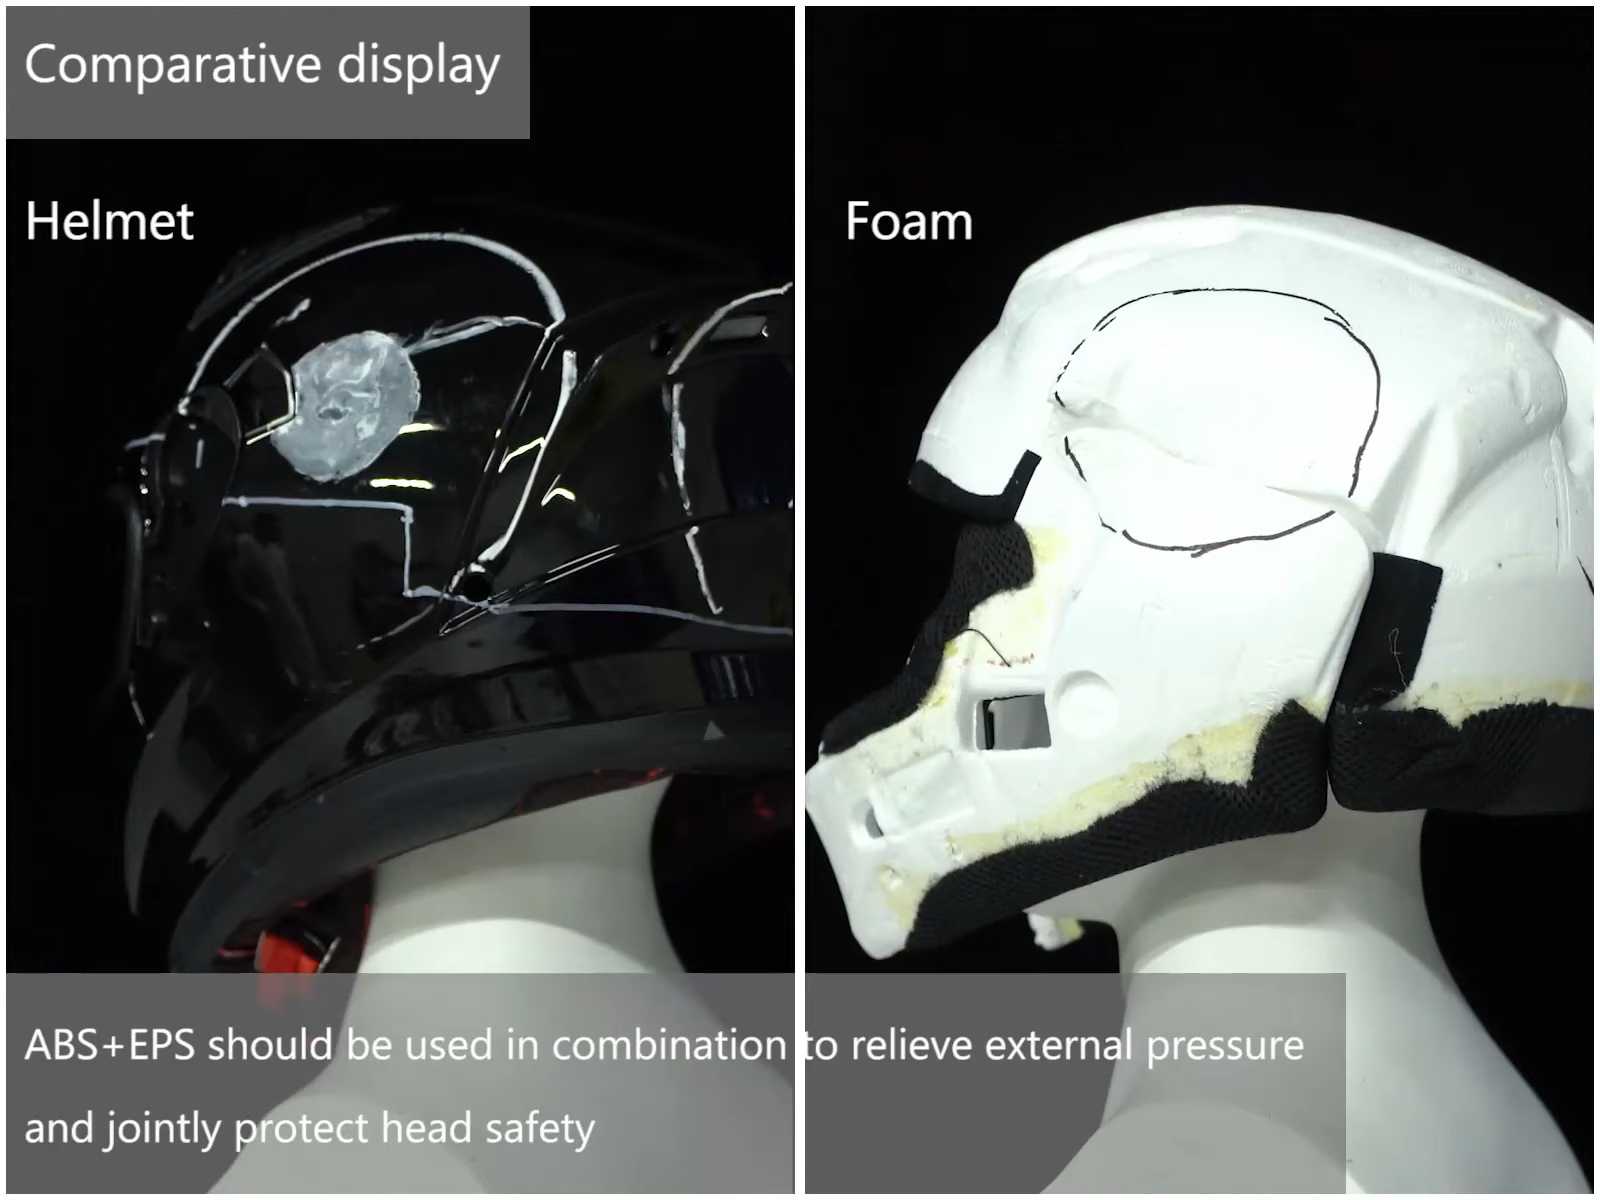 Comparative display
Helmet
Foam
ABS+EPS should be used in combination to relieve external pressure
and jointly protect head safety